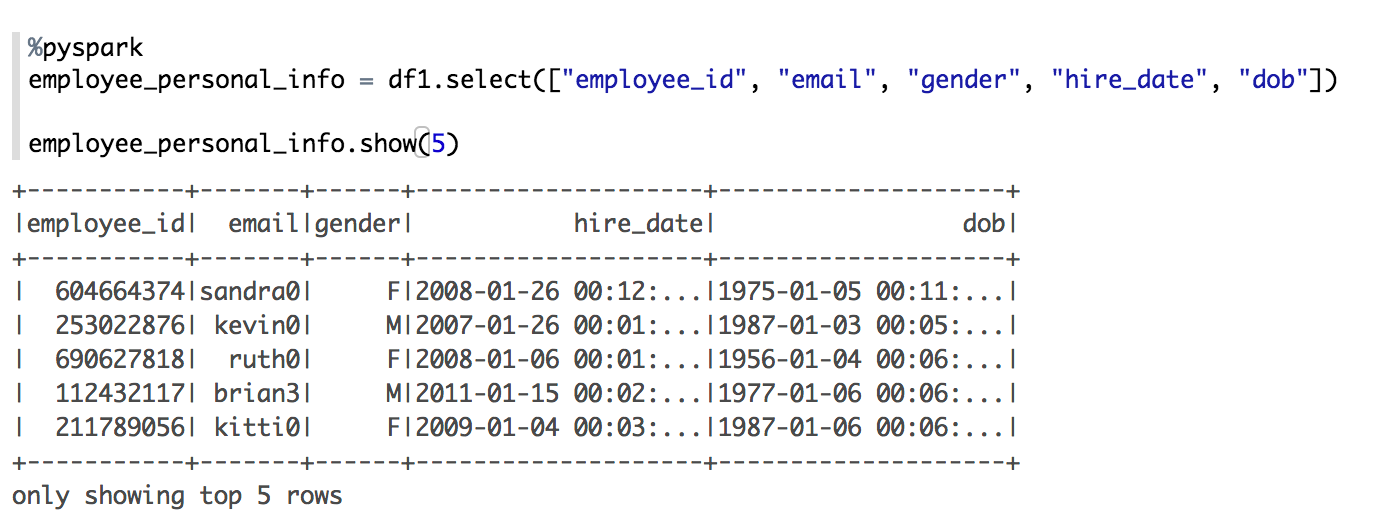 %pyspark
employee_personal_info = df1.select(["employee_id", "email", "gender", "hire_date", "dob"])
employee_personal_info.show(5)
+-----------+-------+------+--------------------+--------------------+
|employee_id|  email|gender|           hire_date|                 dob|
+-----------+-------+------+--------------------+--------------------+
|  604664374|sandra0|     F|2008-01-26 00:12:...|1975-01-05 00:11:...|
|  253022876| kevin0|     M|2007-01-26 00:01:...|1987-01-03 00:05:...|
|  690627818|  ruth0|     F|2008-01-06 00:01:...|1956-01-04 00:06:...|
|  112432117| brian3|     M|2011-01-15 00:02:...|1977-01-06 00:06:...|
|  211789056| kitti0|     F|2009-01-04 00:03:...|1987-01-06 00:06:...|
+-----------+-------+------+--------------------+--------------------+
only showing top 5 rows